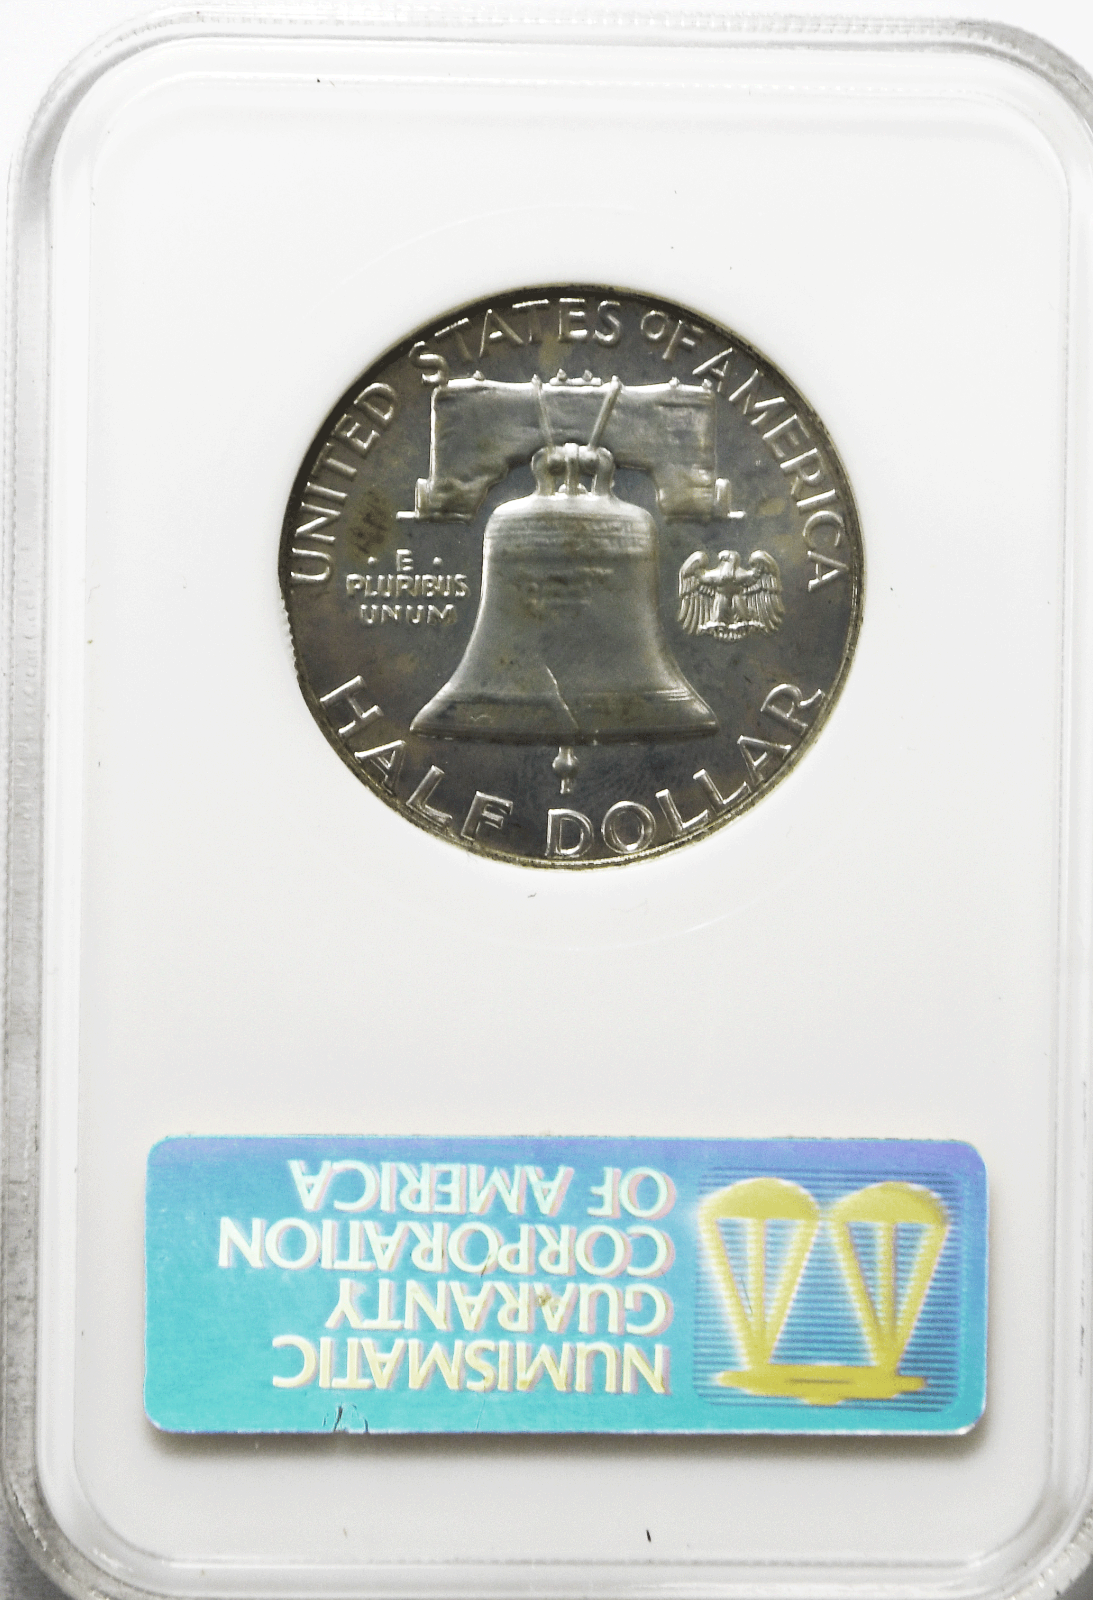 UNITED STATES OF AMERICA
· E ·
PLURIBUS
UNUM
HALF DOLLAR
NUMISMATIC
GUARANTY
CORPORATION
OF AMERICA